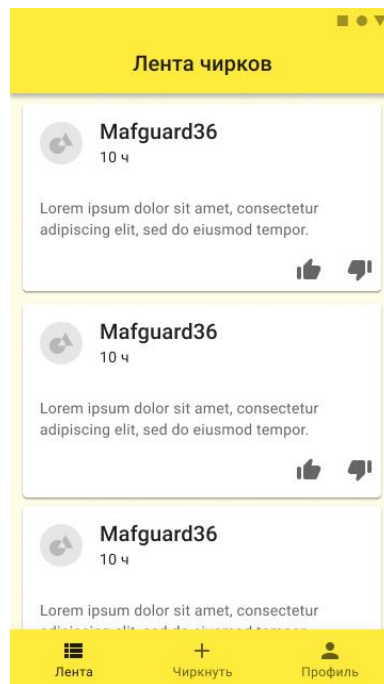 Лента чирков
Mafguard36
10 ч
Lorem ipsum dolor sit amet, consectetur
adipiscing elit, sed do eiusmod tempor.
Mafguard36
10 ч
Lorem ipsum dolor sit amet, consectetur
adipiscing elit, sed do eiusmod tempor.
Mafguard36
10 ч
Lorem ipsum dolor sit amet, consectetur
Лента
Чиркнуть
Профиль